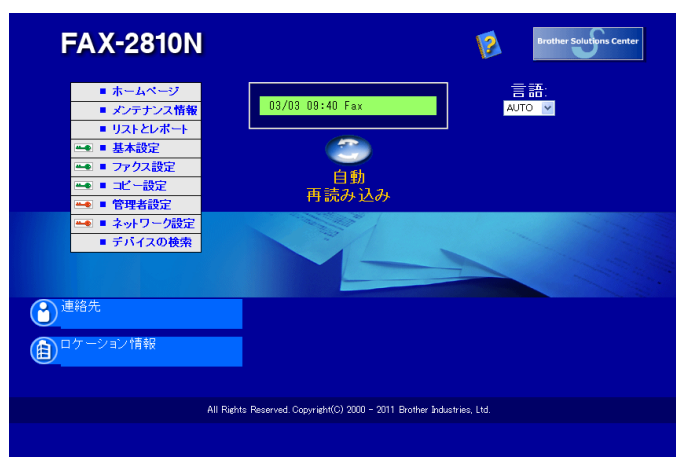 FAX-2810N
Brother Solutions Center
ホームページ
メンテナンス情報
リストとレポート
基本設定
ファクス設定
コピー設定
管理者設定
ネットワーク設定
デバイスの検索
03/03 09:40 Fax
自動
再読み込み
言語:
AUTO
連絡先
ロケーション情報
All Rights Reserved. Copyright(C) 2000 - 2011 Brother Industries, Ltd.